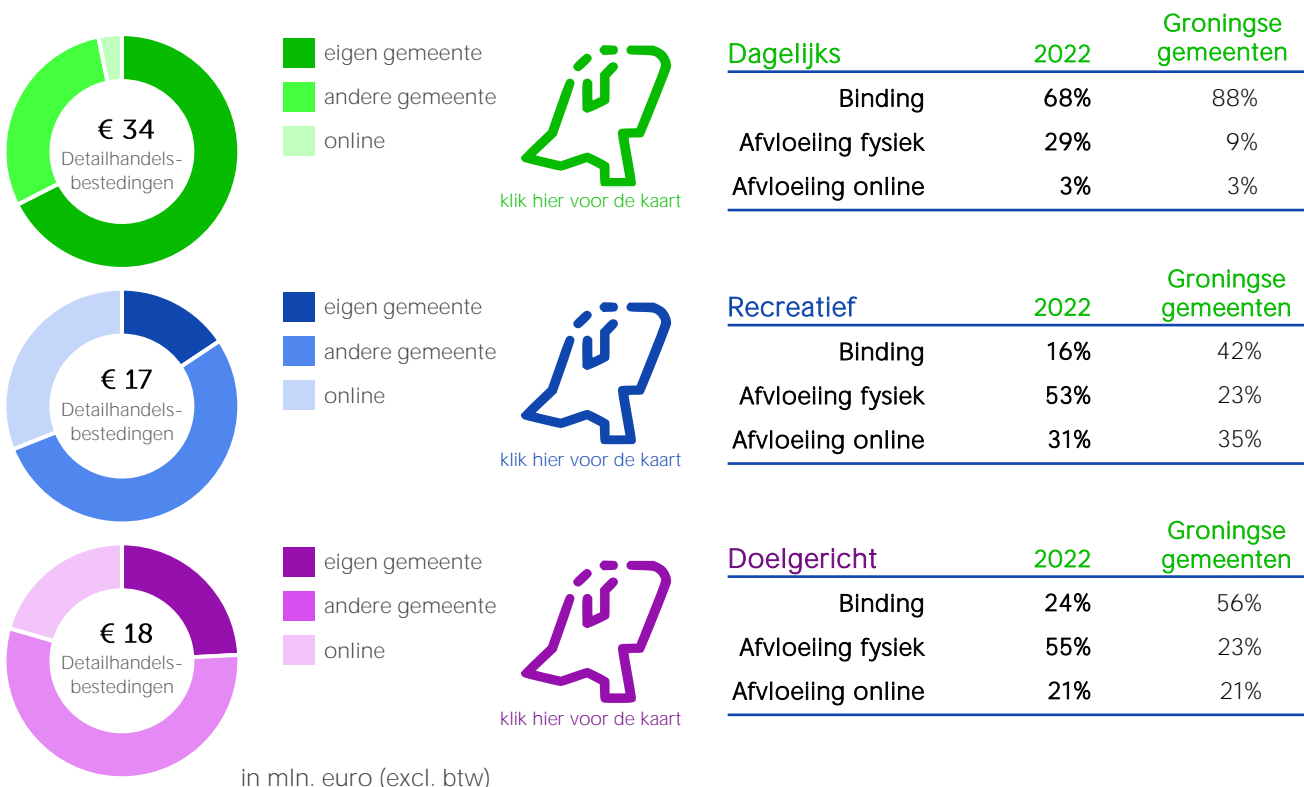 € 34
Detailhandels-
bestedingen
eigen gemeente
andere gemeente
online
klik hier voor de kaart
Groningse
Dagelijks 2022 gemeenten
Binding 68% 88%
Afvloeiing fysiek 29% 9%
Afvloeiing online 3% 3%
€ 17
Detailhandels-
bestedingen
eigen gemeente
andere gemeente
online
klik hier voor de kaart
Groningse
Recreatief 2022 gemeenten
Binding 16% 42%
Afvloeiing fysiek 53% 23%
Afvloeiing online 31% 35%
€ 18
Detailhandels-
bestedingen
eigen gemeente
andere gemeente
online
klik hier voor de kaart
Groningse
Doelgericht 2022 gemeenten
Binding 24% 56%
Afvloeiing fysiek 55% 23%
Afvloeiing online 21% 21%
in mln. euro (excl. btw)